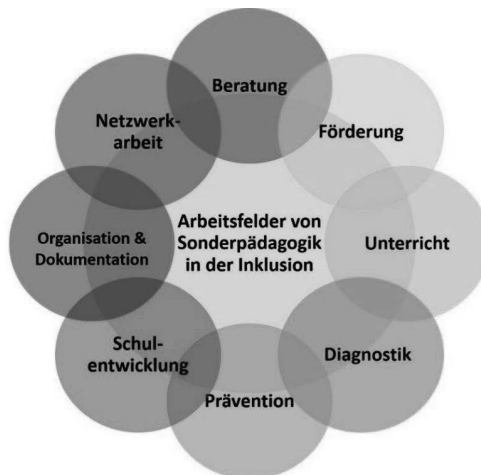 Beratung
Förderung
Unterricht
Diagnostik
Prävention
Schul-
entwicklung
Organisation &
Dokumentation
Netzwerk-
arbeit
Arbeitsfelder von
Sonderpädagogik
in der Inklusion